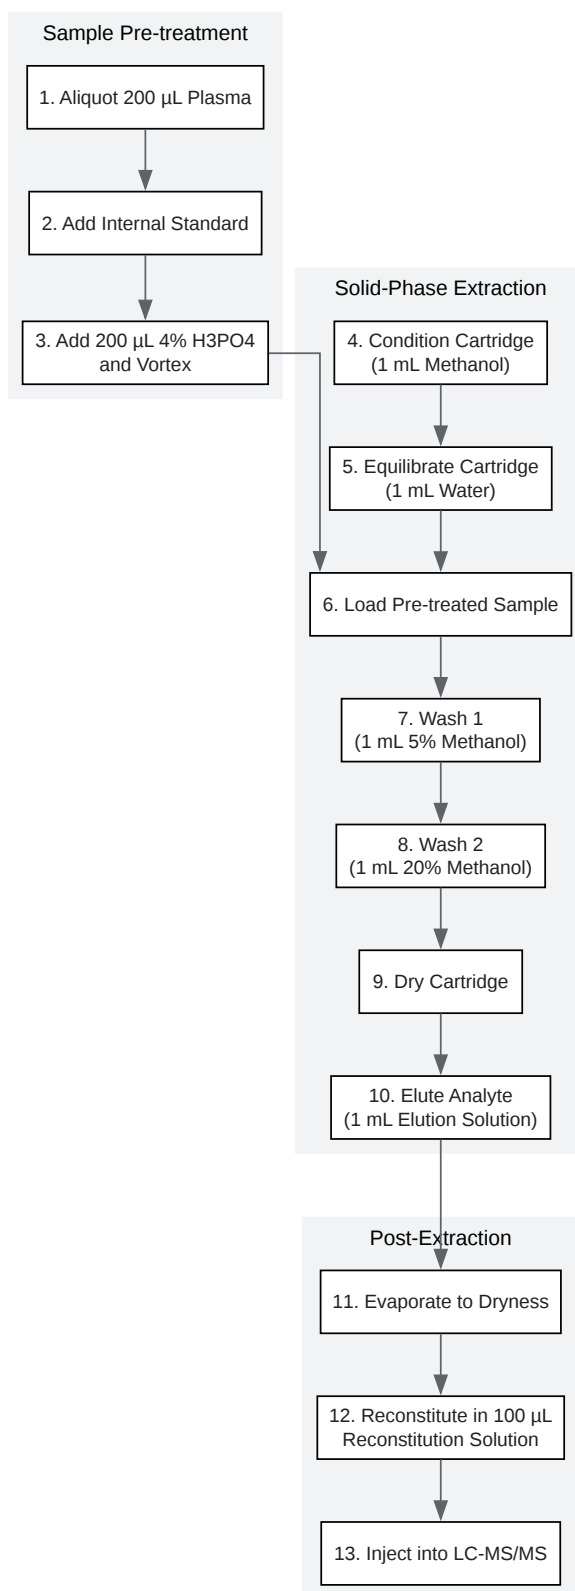 Sample Pre-treatment
1. Aliquot 200 µL Plasma
2. Add Internal Standard
3. Add 200 µL 4% H3PO4
and Vortex
Solid-Phase Extraction
4. Condition Cartridge
(1 mL Methanol)
5. Equilibrate Cartridge
(1 mL Water)
6. Load Pre-treated Sample
7. Wash 1
(1 mL 5% Methanol)
8. Wash 2
(1 mL 20% Methanol)
9. Dry Cartridge
10. Elute Analyte
(1 mL Elution Solution)
Post-Extraction
11. Evaporate to Dryness
12. Reconstitute in 100 µL
Reconstitution Solution
13. Inject into LC-MS/MS